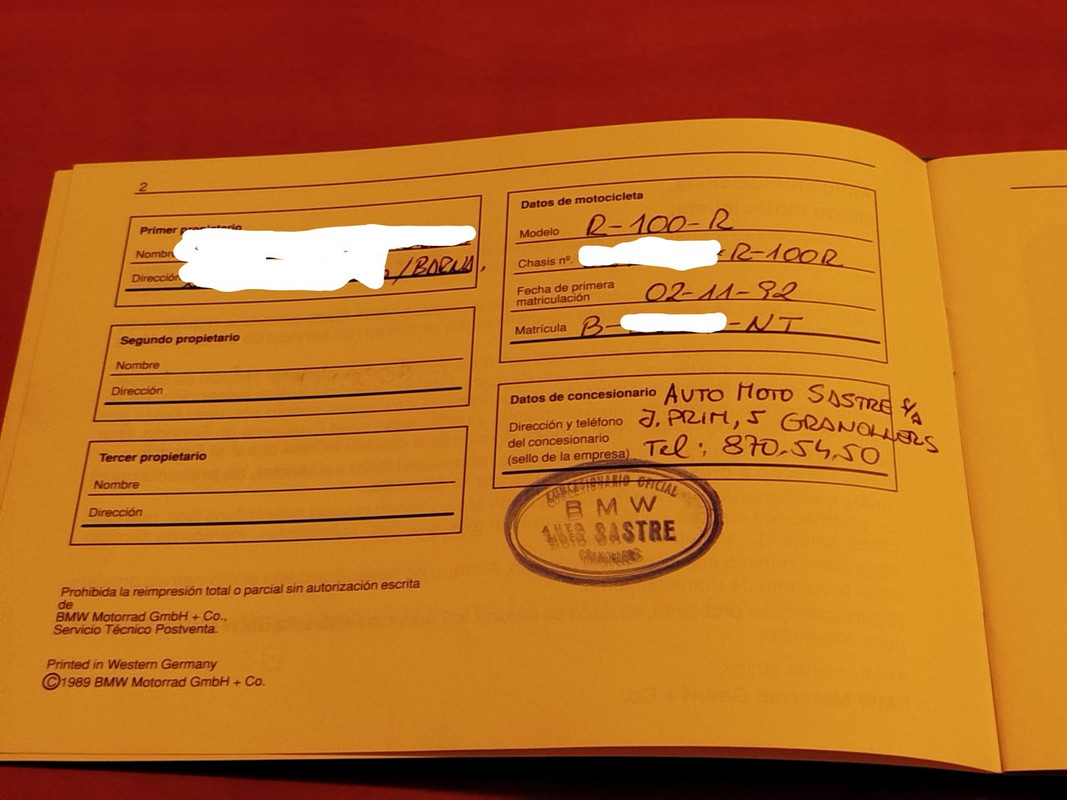 2
Primer propietario
Nombre
Dirección /BARNA,
Segundo propietario
Nombre
Dirección
Tercer propietario
Nombre
Dirección
Prohibida la reimpresión total o parcial sin autorización escrita
de
BMW Motorrad GmbH + Co.,
Servicio Técnico Postventa.
Printed in Western Germany
©1989 BMW Motorrad GmbH + Co.
Datos de motocicleta
Modelo R-100-R
Chasis nº. R-100R
Fecha de primera
matriculación 02-11-92
Matrícula B- -NT
Datos de concesionario AUTO MOTO SASTRE S/A
Dirección y teléfono J. PRIM, 5 GRANOLLERS
del concesionario
(sello de la empresa) Tel: 870.54.50
CONCESIONARIO OFICIAL
BMW
SASTRE